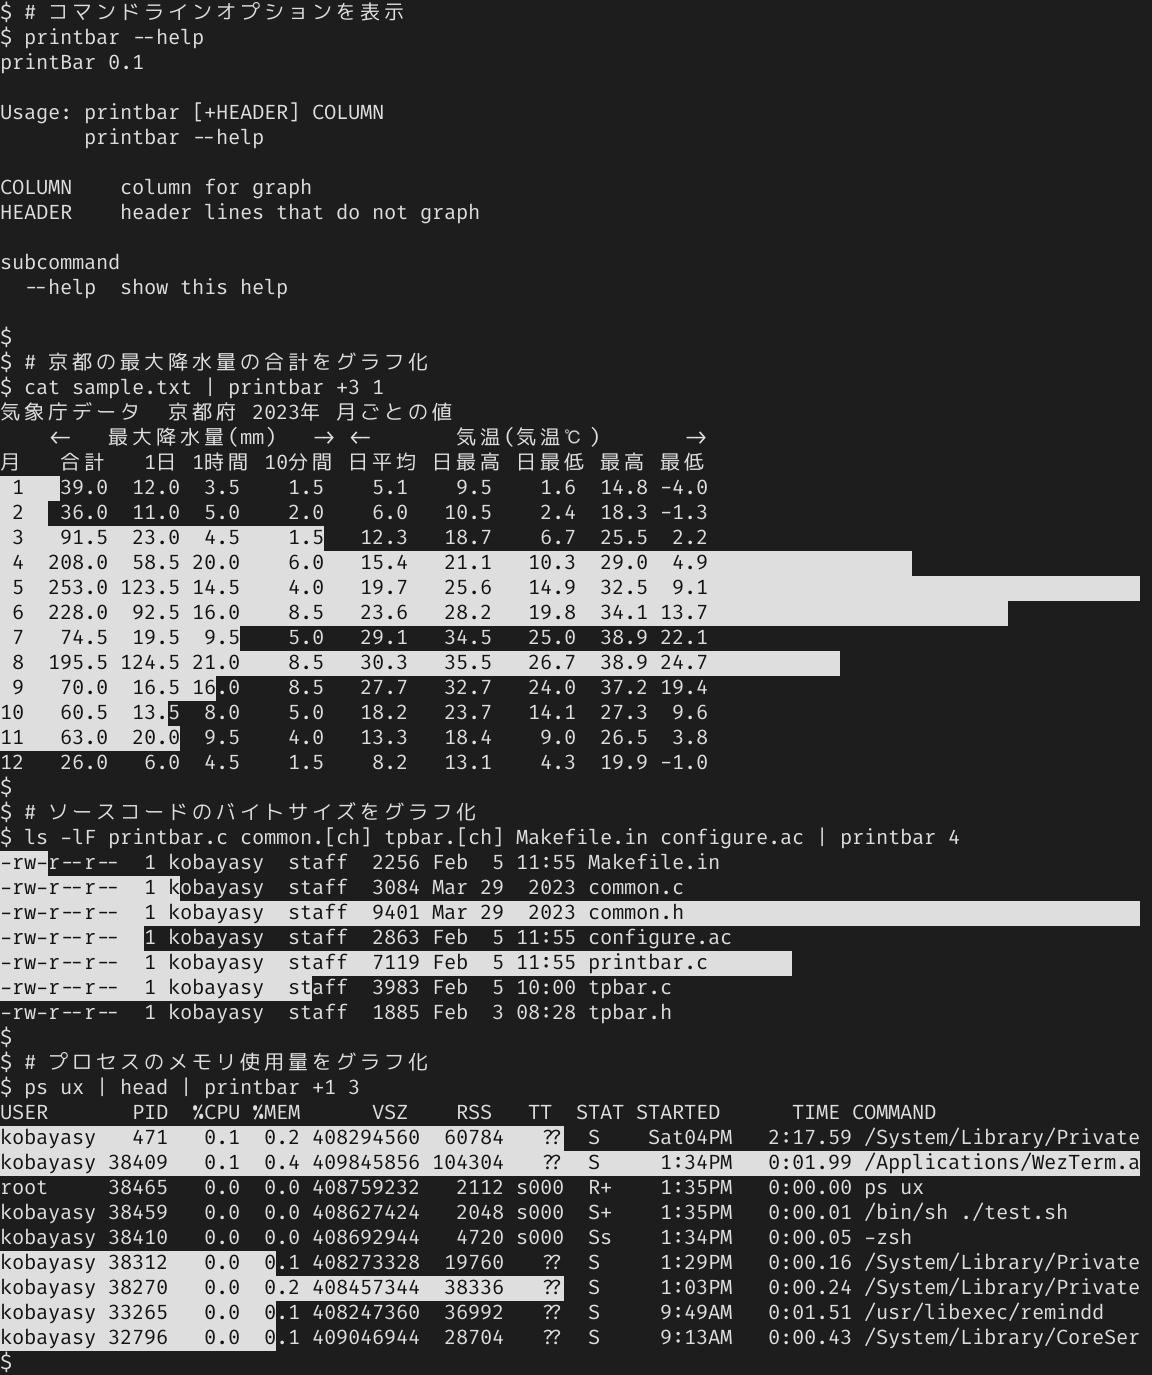 $ # コマンドラインオプションを表示
$ printbar --help
printBar 0.1

Usage: printbar [+HEADER] COLUMN
       printbar --help

COLUMN    column for graph
HEADER    header lines that do not graph

subcommand
  --help  show this help

$
$ # 京都の最大降水量の合計をグラフ化
$ cat sample.txt | printbar +3 1
気象庁データ  京都府 2023年 月ごとの値
    ←   最大降水量(mm)   → ←       気温(気温℃)       →
月   合計   1日 1時間 10分間 日平均 日最高 日最低 最高 最低
 1   39.0  12.0  3.5    1.5    5.1    9.5    1.6  14.8 -4.0
 2   36.0  11.0  5.0    2.0    6.0   10.5    2.4  18.3 -1.3
 3   91.5  23.0  4.5    1.5   12.3   18.7    6.7  25.5  2.2
 4  208.0  58.5 20.0    6.0   15.4   21.1   10.3  29.0  4.9
 5  253.0 123.5 14.5    4.0   19.7   25.6   14.9  32.5  9.1
 6  228.0  92.5 16.0    8.5   23.6   28.2   19.8  34.1 13.7
 7   74.5  19.5  9.5    5.0   29.1   34.5   25.0  38.9 22.1
 8  195.5 124.5 21.0    8.5   30.3   35.5   26.7  38.9 24.7
 9   70.0  16.5 16.0    8.5   27.7   32.7   24.0  37.2 19.4
10   60.5  13.5  8.0    5.0   18.2   23.7   14.1  27.3  9.6
11   63.0  20.0  9.5    4.0   13.3   18.4    9.0  26.5  3.8
12   26.0   6.0  4.5    1.5    8.2   13.1    4.3  19.9 -1.0
$
$ # ソースコードのバイトサイズをグラフ化
$ ls -lF printbar.c common.[ch] tpbar.[ch] Makefile.in configure.ac | printbar 4
-rw-r--r--  1 kobayasy  staff  2256 Feb  5 11:55 Makefile.in
-rw-r--r--  1 kobayasy  staff  3084 Mar 29  2023 common.c
-rw-r--r--  1 kobayasy  staff  9401 Mar 29  2023 common.h
-rw-r--r--  1 kobayasy  staff  2863 Feb  5 11:55 configure.ac
-rw-r--r--  1 kobayasy  staff  7119 Feb  5 11:55 printbar.c
-rw-r--r--  1 kobayasy  staff  3983 Feb  5 10:00 tpbar.c
-rw-r--r--  1 kobayasy  staff  1885 Feb  3 08:28 tpbar.h
$
$ # プロセスのメモリ使用量をグラフ化
$ ps ux | head | printbar +1 3
USER       PID  %CPU %MEM      VSZ    RSS   TT  STAT STARTED      TIME COMMAND
kobayasy   471   0.1  0.2 408294560  60784   ??  S    Sat04PM   2:17.59 /System/Library/Private
kobayasy 38409   0.1  0.4 409845856 104304   ??  S     1:34PM   0:01.99 /Applications/WezTerm.a
root     38465   0.0  0.0 408759232   2112 s000  R+    1:35PM   0:00.00 ps ux
kobayasy 38459   0.0  0.0 408627424   2048 s000  S+    1:35PM   0:00.01 /bin/sh ./test.sh
kobayasy 38410   0.0  0.0 408692944   4720 s000  Ss    1:34PM   0:00.05 -zsh
kobayasy 38312   0.0  0.1 408273328  19760   ??  S     1:29PM   0:00.16 /System/Library/Private
kobayasy 38270   0.0  0.2 408457344  38336   ??  S     1:03PM   0:00.24 /System/Library/Private
kobayasy 33265   0.0  0.1 408247360  36992   ??  S     9:49AM   0:01.51 /usr/libexec/remindd
kobayasy 32796   0.0  0.1 409046944  28704   ??  S     9:13AM   0:00.43 /System/Library/CoreSer
$